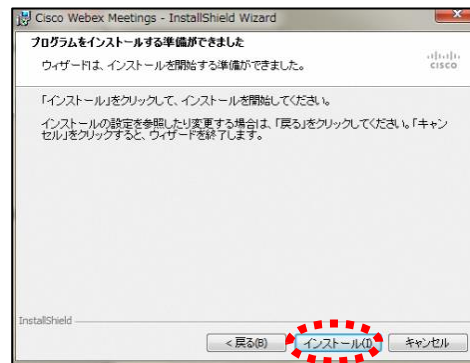 Cisco Webex Meetings - InstallShield Wizard
プログラムをインストールする準備ができました
ウィザードは、インストールを開始する準備ができました。
cisco
「インストール」をクリックして、インストールを開始してください。
インストールの設定を参照したり変更する場合は、「戻る」をクリックしてください。「キャン
セル」をクリックすると、ウィザードを終了します。
InstallShield
< 戻る(B)
インストール(I)
キャンセル